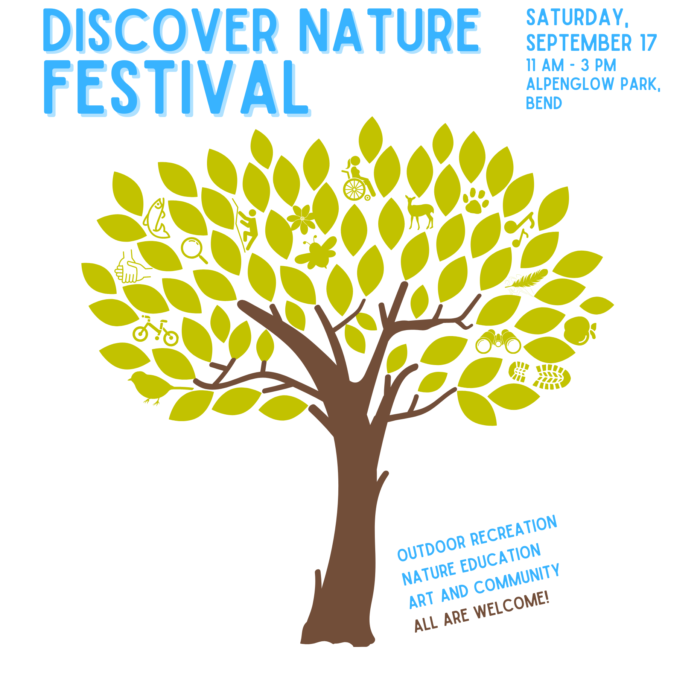 DISCOVER NATURE
FESTIVAL
SATURDAY,
SEPTEMBER 17
11 AM - 3 PM
ALPENGLOW PARK,
BEND
OUTDOOR RECREATION
NATURE EDUCATION
ART AND COMMUNITY
ALL ARE WELCOME!